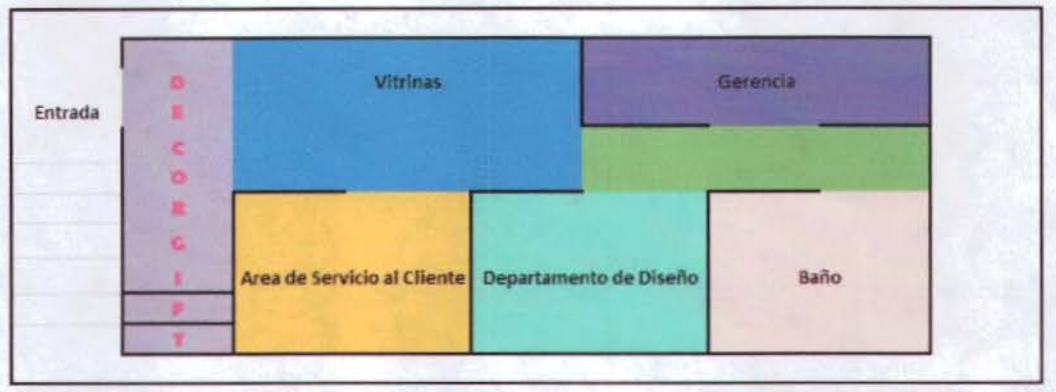 Vitrinas
Gerencia
Entrada
D
E
C
O
R
G
I
F
T
Area de Servicio al Cliente
Departamento de Diseño
Baño